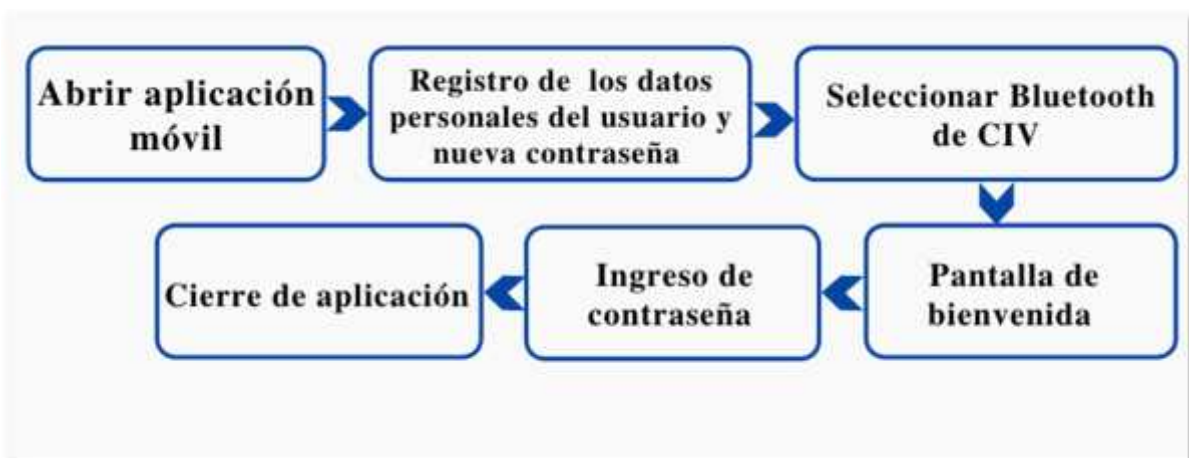 Abrir aplicación
móvil
Registro de los datos
personales del usuario y
nueva contraseña
Seleccionar Bluetooth
de CIV
Pantalla de
bienvenida
Ingreso de
contraseña
Cierre de aplicación